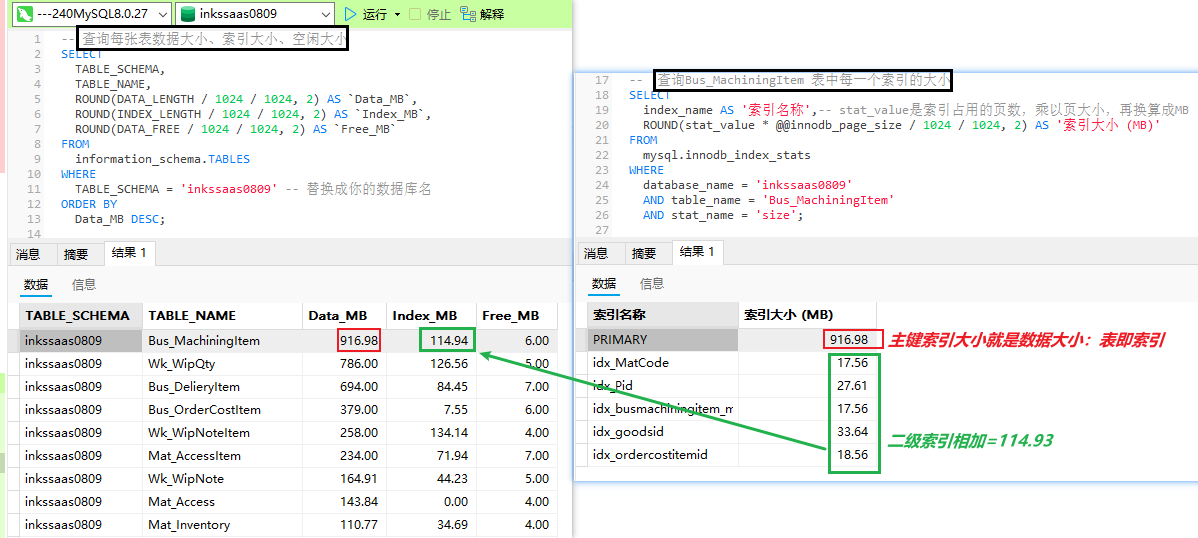 ---240MySQL8.0.27 inkssaas0809 运行 停止 解释
1 -- 查询每张表数据大小、索引大小、空闲大小
2 SELECT
3 TABLE_SCHEMA,
4 TABLE_NAME,
5 ROUND(DATA_LENGTH / 1024 / 1024, 2) AS `Data_MB`,
6 ROUND(INDEX_LENGTH / 1024 / 1024, 2) AS `Index_MB`,
7 ROUND(DATA_FREE / 1024 / 1024, 2) AS `Free_MB`
8 FROM
9 information_schema.TABLES
10 WHERE
11 TABLE_SCHEMA = 'inkssaas0809' -- 替换成你的数据库名
12 ORDER BY
13 Data_MB DESC;
14
消息 摘要 结果 1
数据 信息
TABLE_SCHEMA TABLE_NAME Data_MB Index_MB Free_MB
inkssaas0809 Bus_MachiningItem 916.98 114.94 6.00
inkssaas0809 Wk_WipQty 786.00 126.56 5.00
inkssaas0809 Bus_DelieryItem 694.00 84.45 7.00
inkssaas0809 Bus_OrderCostItem 379.00 7.55 6.00
inkssaas0809 Wk_WipNoteItem 258.00 134.14 4.00
inkssaas0809 Mat_AccessItem 234.00 71.94 7.00
inkssaas0809 Wk_WipNote 164.91 44.23 5.00
inkssaas0809 Mat_Access 143.84 0.00 4.00
inkssaas0809 Mat_Inventory 110.77 34.69 4.00
17 -- 查询Bus_MachiningItem 表中每一个索引的大小
18 SELECT
19 index_name AS '索引名称',-- stat_value是索引占用的页数，乘以页大小，再换算成MB
20 ROUND(stat_value * @@innodb_page_size / 1024 / 1024, 2) AS '索引大小 (MB)'
21 FROM
22 mysql.innodb_index_stats
23 WHERE
24 database_name = 'inkssaas0809'
25 AND table_name = 'Bus_MachiningItem'
26 AND stat_name = 'size';
27
消息 摘要 结果 1
数据 信息
索引名称 索引大小 (MB)
PRIMARY 916.98
idx_MatCode 17.56
idx_Pid 27.61
idx_busmachiningitem_m 17.56
idx_goodsid 33.64
idx_ordercostitemid 18.56
主键索引大小就是数据大小：表即索引
二级索引相加=114.93